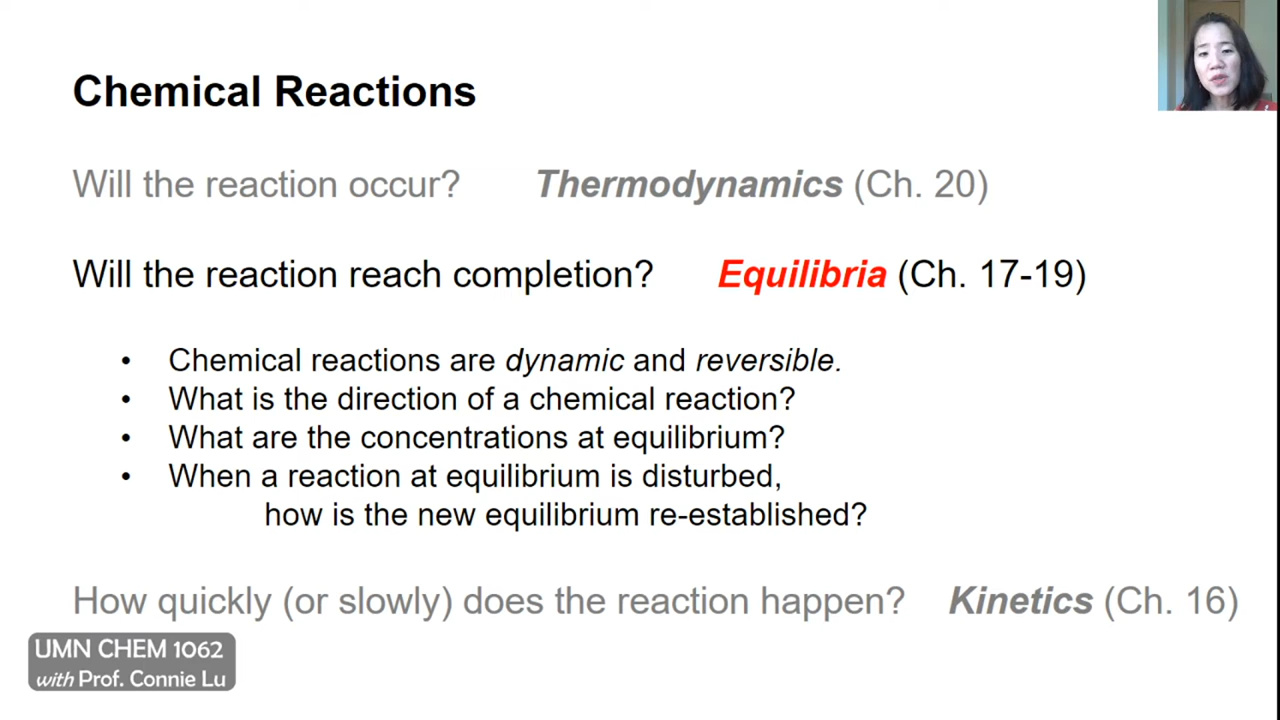 Chemical Reactions
Will the reaction occur? Thermodynamics (Ch. 20)
Will the reaction reach completion? Equilibria (Ch. 17-19)
• Chemical reactions are dynamic and reversible.
• What is the direction of a chemical reaction?
• What are the concentrations at equilibrium?
• When a reaction at equilibrium is disturbed,
how is the new equilibrium re-established?
How quickly (or slowly) does the reaction happen? Kinetics (Ch. 16)
UMN CHEM 1062
with Prof. Connie Lu